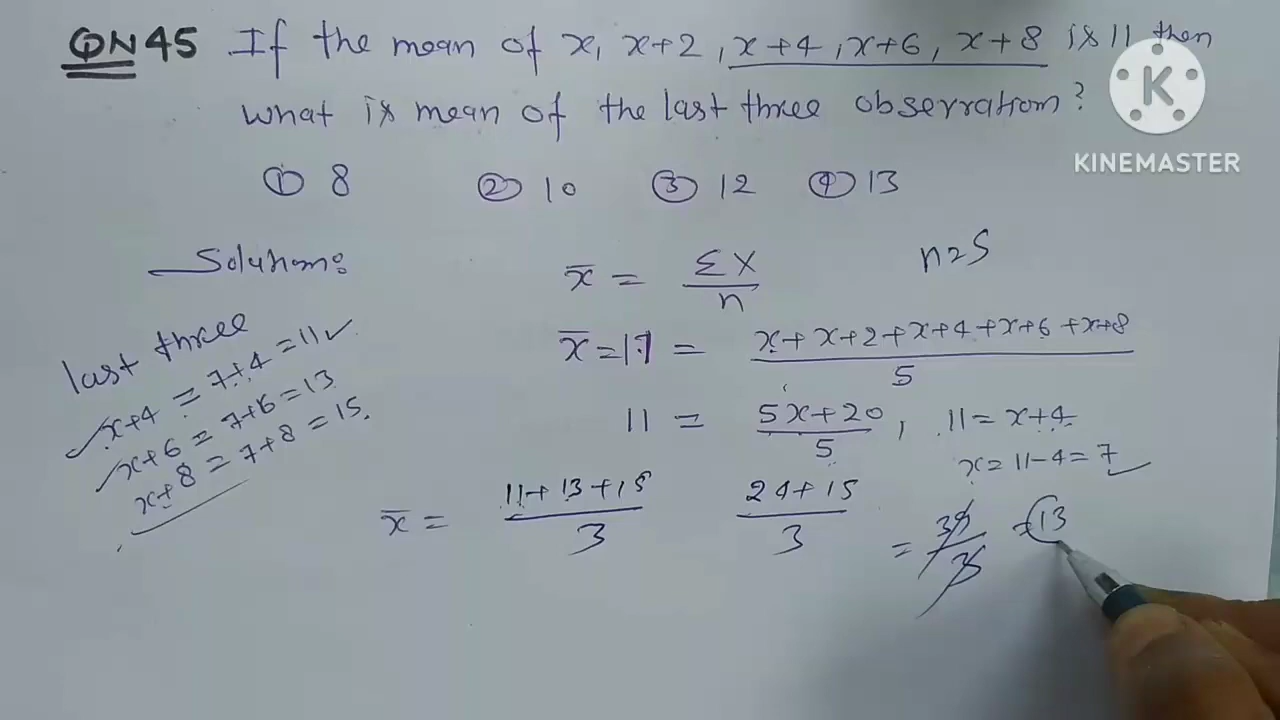 QN 45 If the mean of x, x+2, x+4, x+6, x+8 is 11 then
what is mean of the last three observation?
① 8 ② 10 ③ 12 ④ 13
Solution:
x̄ = ΣX / n
n=5
x̄ = 11 = x+x+2+x+4+x+6+x+8 / 5
11 = 5x+20 / 5 , 11 = x+4
x = 11-4 = 7
last three
x+4 = 7+4 = 11
x+6 = 7+6 = 13
x+8 = 7+8 = 15
x̄ = 11+13+15 / 3 24+15 / 3 = 39 / 3 = 13
K
KINEMASTER